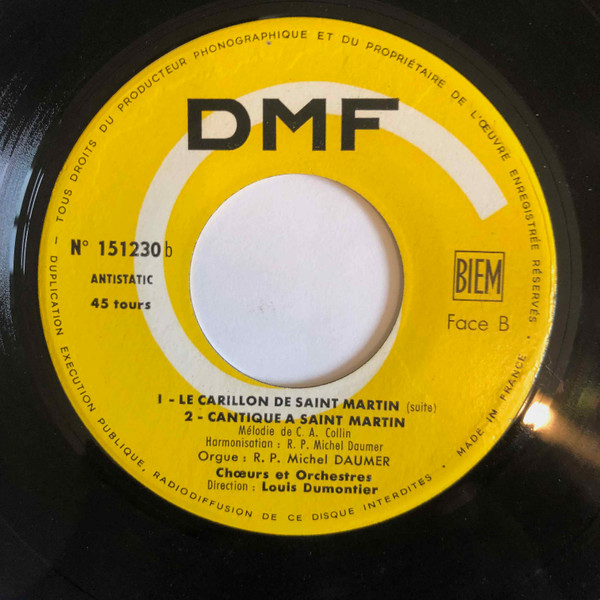 — TOUS DROITS DU PRODUCTEUR PHONOGRAPHIQUE ET DU PROPRIÉTAIRE DE L'ŒUVRE ENREGISTRÉE RÉSERVÉS •
DMF
N° 151230 b
ANTISTATIC
45 tours
BIEM
Face B
1 - LE CARILLON DE SAINT MARTIN (suite)
2 - CANTIQUE A SAINT MARTIN
Mélodie de C. A. Collin
Harmonisation : R. P. Michel Daumer
Orgue : R. P. Michel DAUMER
Chœurs et Orchestres
Direction : Louis Dumontier
— DUPLICATION EXECUTION PUBLIQUE, RADIODIFFUSION DE CE DISQUE INTERDITES • MADE IN FRANCE •